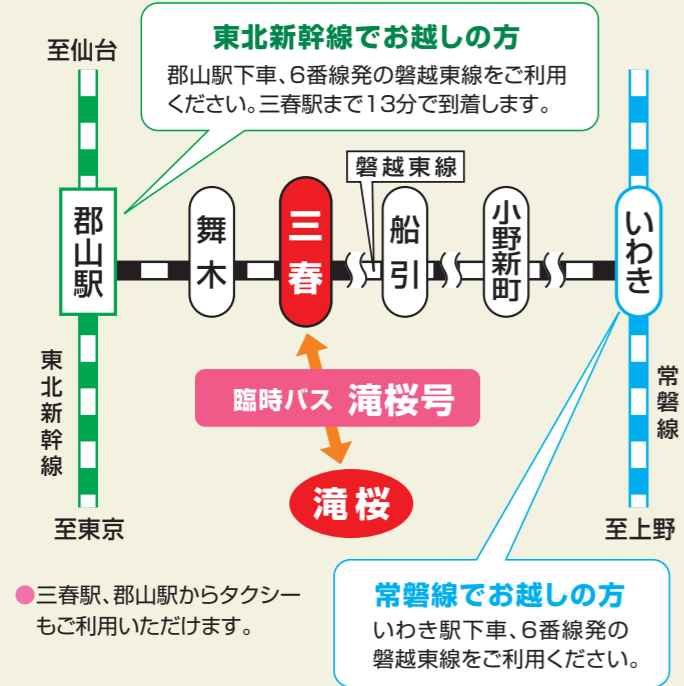 東北新幹線でお越しの方
郡山駅下車、6番線発の磐越東線をご利用
ください。三春駅まで13分で到着します。
至仙台
磐越東線
郡山駅
舞木
三春
船引
小野新町
いわき
東北新幹線
常磐線
臨時バス 滝桜号
滝桜
至東京
至上野
●三春駅、郡山駅からタクシー
もご利用いただけます。
常磐線でお越しの方
いわき駅下車、6番線発の
磐越東線をご利用ください。